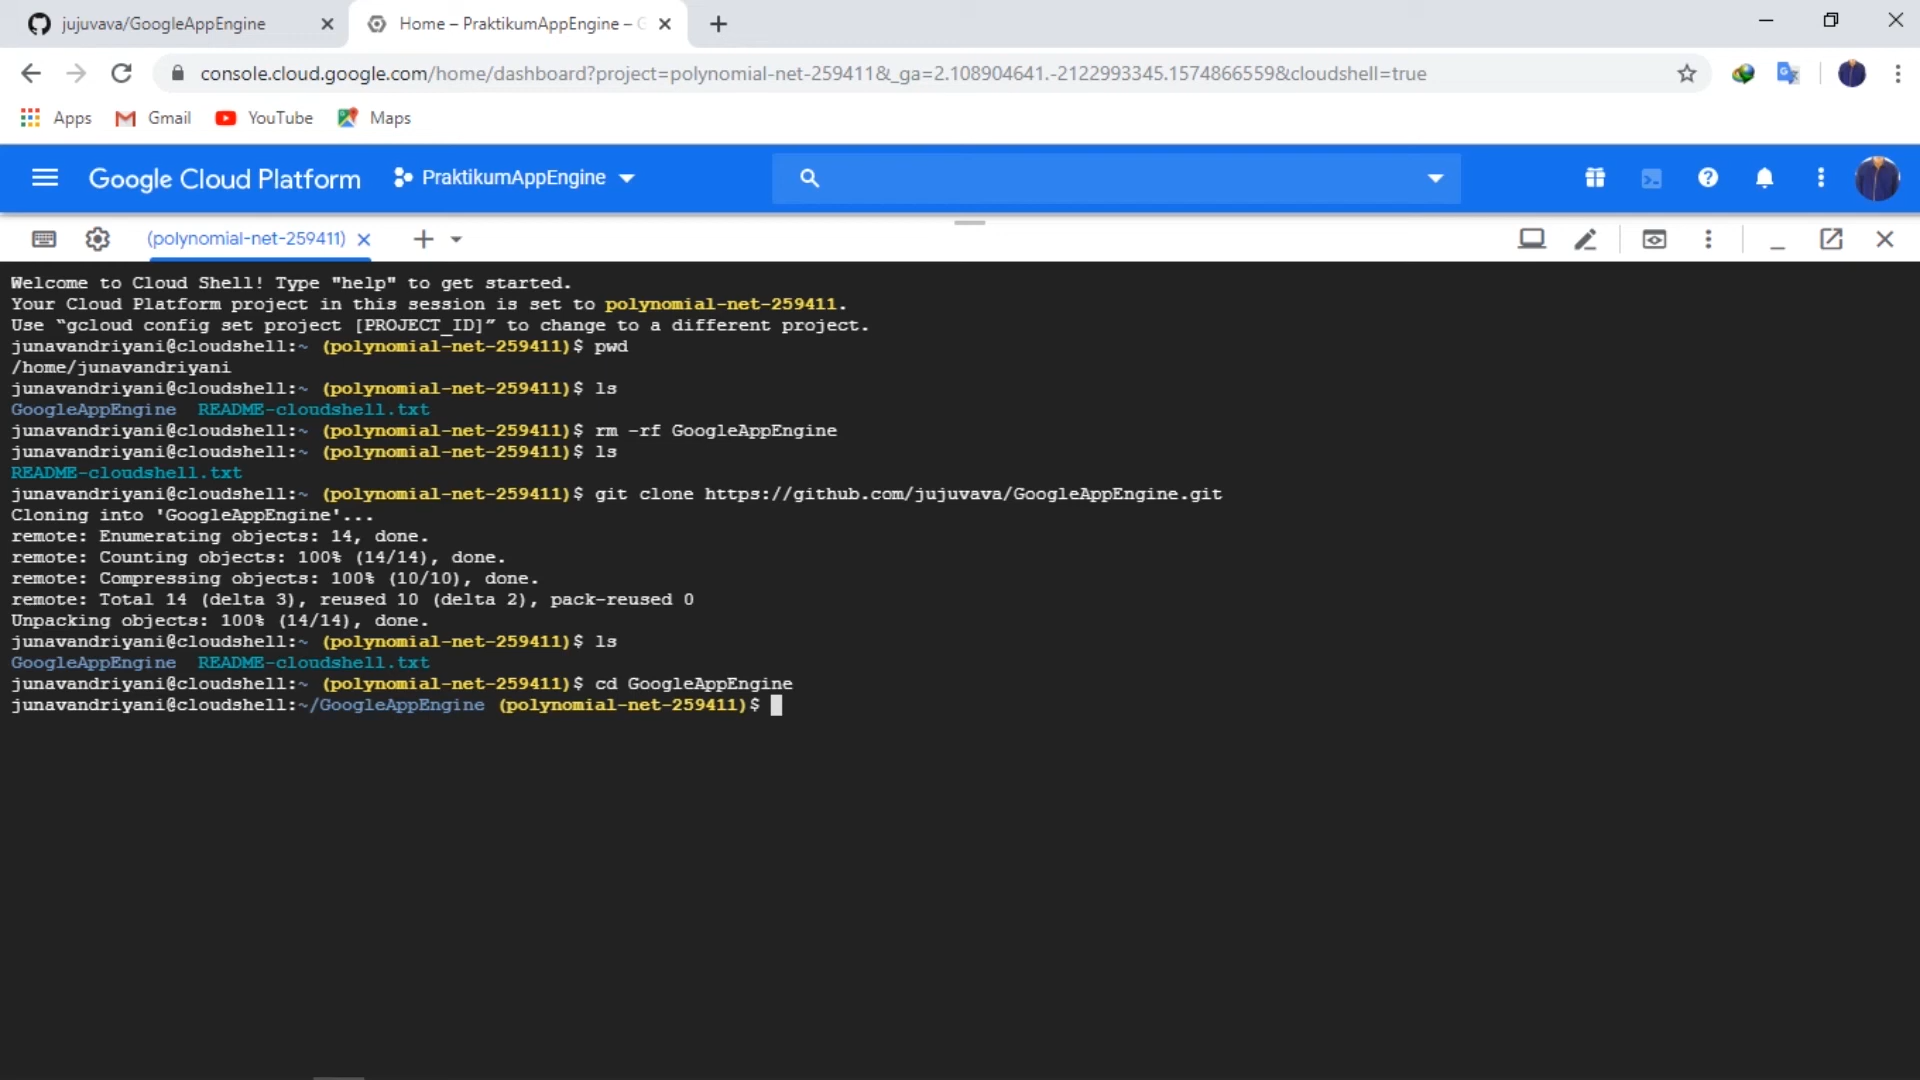 jujuvava/GoogleAppEngine
Home – PraktikumAppEngine – G
console.cloud.google.com/home/dashboard?project=polynomial-net-259411&_ga=2.108904641.-2122993345.1574866559&cloudshell=true
Apps Gmail YouTube Maps
Google Cloud Platform PraktikumAppEngine
(polynomial-net-259411)
Welcome to Cloud Shell! Type "help" to get started.
Your Cloud Platform project in this session is set to polynomial-net-259411.
Use “gcloud config set project [PROJECT_ID]” to change to a different project.
junavandriyani@cloudshell:~ (polynomial-net-259411)$ pwd
/home/junavandriyani
junavandriyani@cloudshell:~ (polynomial-net-259411)$ ls
GoogleAppEngine  README-cloudshell.txt
junavandriyani@cloudshell:~ (polynomial-net-259411)$ rm -rf GoogleAppEngine
junavandriyani@cloudshell:~ (polynomial-net-259411)$ ls
README-cloudshell.txt
junavandriyani@cloudshell:~ (polynomial-net-259411)$ git clone https://github.com/jujuvava/GoogleAppEngine.git
Cloning into 'GoogleAppEngine'...
remote: Enumerating objects: 14, done.
remote: Counting objects: 100% (14/14), done.
remote: Compressing objects: 100% (10/10), done.
remote: Total 14 (delta 3), reused 10 (delta 2), pack-reused 0
Unpacking objects: 100% (14/14), done.
junavandriyani@cloudshell:~ (polynomial-net-259411)$ ls
GoogleAppEngine  README-cloudshell.txt
junavandriyani@cloudshell:~ (polynomial-net-259411)$ cd GoogleAppEngine
junavandriyani@cloudshell:~/GoogleAppEngine (polynomial-net-259411)$